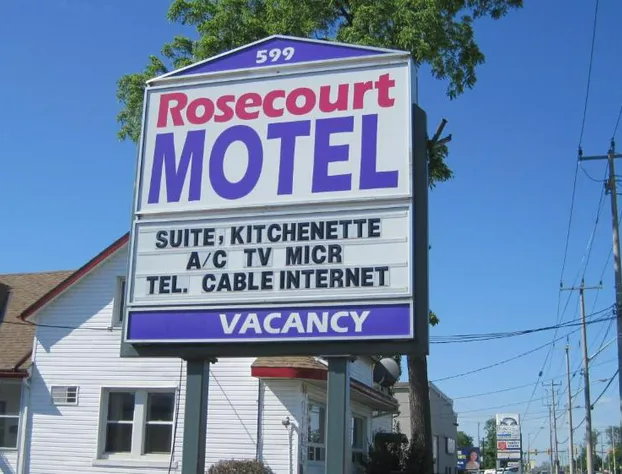 599
Rosecourt
MOTEL
SUITE, KITCHENETTE
A/C TV MICR
TEL. CABLE INTERNET
VACANCY